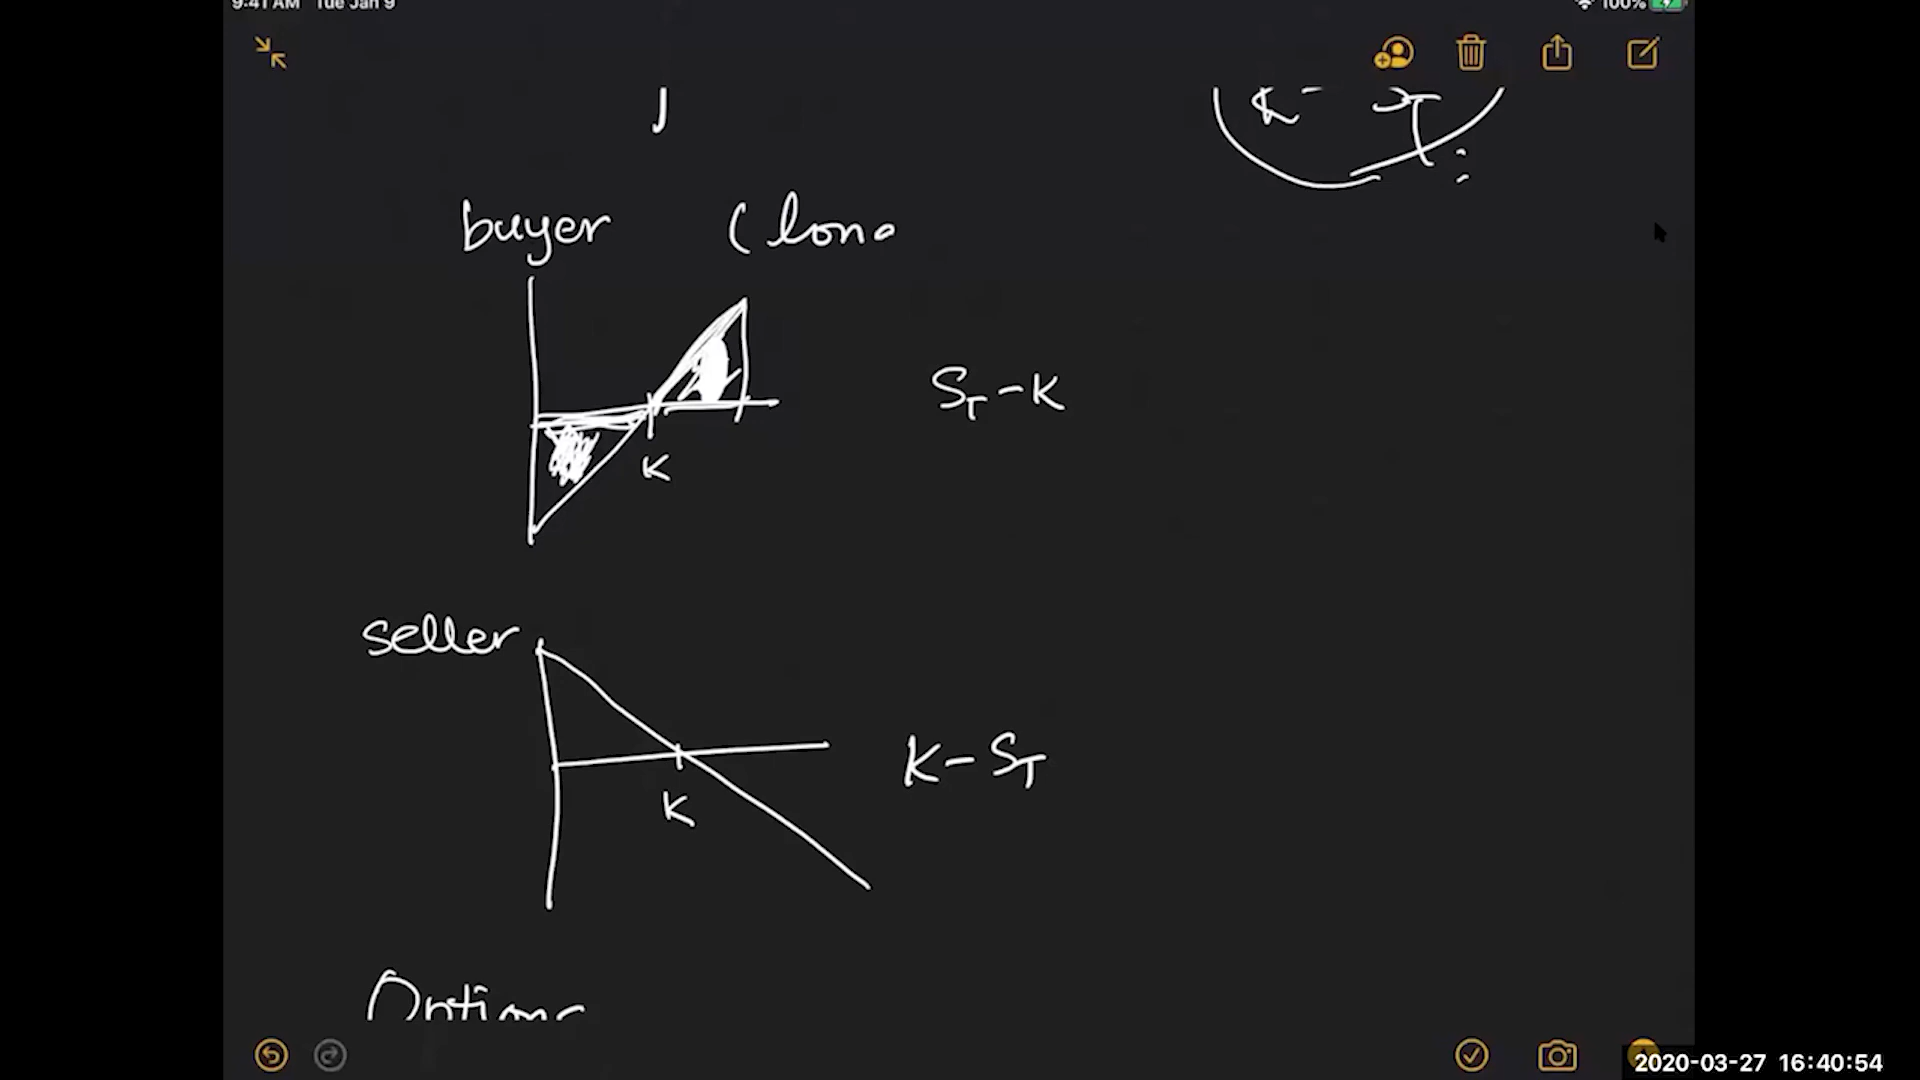 9:41 AM Tue Jan 9
100%
K - ST
buyer (long
ST - K
K
seller
K - ST
K
Options
2020-03-27 16:40:54